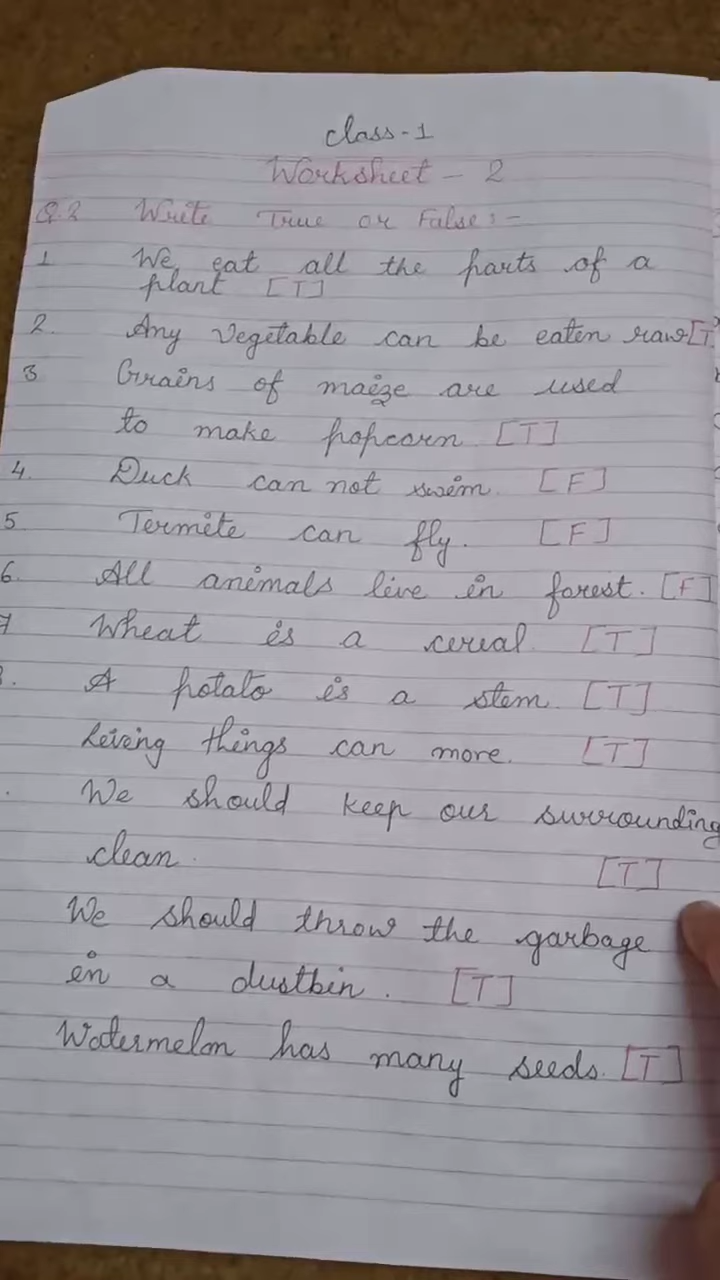 class-1
Worksheet - 2
Q.2 Write True or False:-
1 We eat all the parts of a
plant [T]
2. Any Vegetable can be eaten raw [T
3 Grains of maize are used
to make popcorn [T]
4. Duck can not swim. [F]
5 Termite can fly. [F]
6. All animals live in forest. [F]
7 Wheat is a cereal [T]
. A potato is a stem. [T]
Living things can more. [T]
. We should keep our surrounding
clean. [T]
We should throw the garbage
in a dustbin. [T]
Watermelon has many seeds. [T]